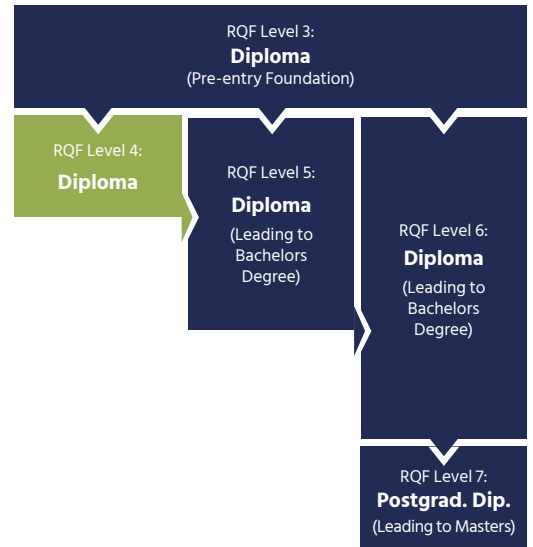 RQF Level 3:
Diploma
(Pre-entry Foundation)
RQF Level 4:
Diploma
RQF Level 5:
Diploma
(Leading to
Bachelors
Degree)
RQF Level 6:
Diploma
(Leading to
Bachelors
Degree)
RQF Level 7:
Postgrad. Dip.
(Leading to Masters)